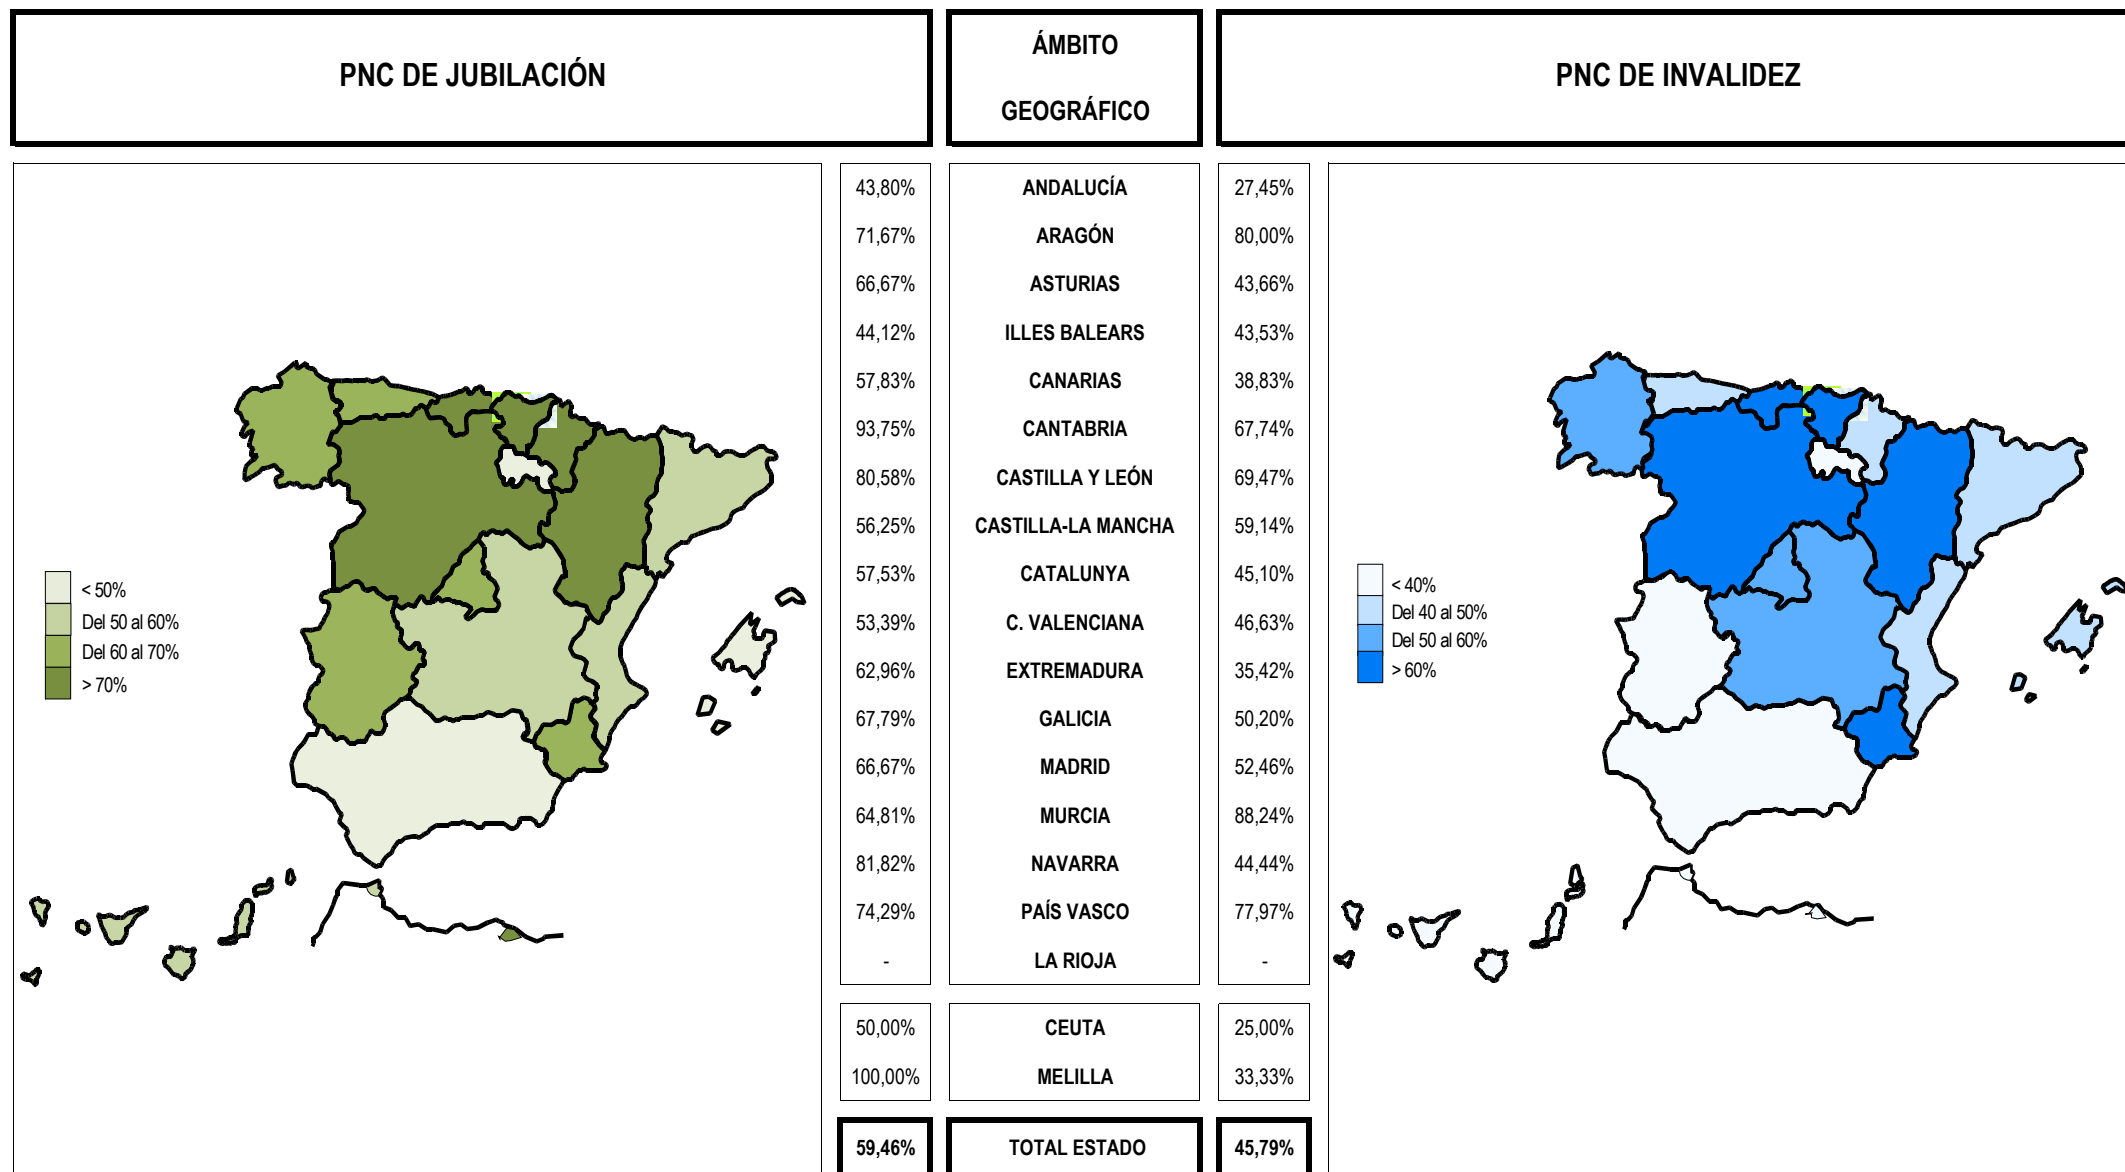 PNC DE JUBILACIÓN
ÁMBITO
GEOGRÁFICO
PNC DE INVALIDEZ
43,80% ANDALUCÍA 27,45%
71,67% ARAGÓN 80,00%
66,67% ASTURIAS 43,66%
44,12% ILLES BALEARS 43,53%
57,83% CANARIAS 38,83%
93,75% CANTABRIA 67,74%
80,58% CASTILLA Y LEÓN 69,47%
56,25% CASTILLA-LA MANCHA 59,14%
57,53% CATALUNYA 45,10%
53,39% C. VALENCIANA 46,63%
62,96% EXTREMADURA 35,42%
67,79% GALICIA 50,20%
66,67% MADRID 52,46%
64,81% MURCIA 88,24%
81,82% NAVARRA 44,44%
74,29% PAÍS VASCO 77,97%
- LA RIOJA -
50,00% CEUTA 25,00%
100,00% MELILLA 33,33%
59,46% TOTAL ESTADO 45,79%
< 50%
Del 50 al 60%
Del 60 al 70%
> 70%
< 40%
Del 40 al 50%
Del 50 al 60%
> 60%